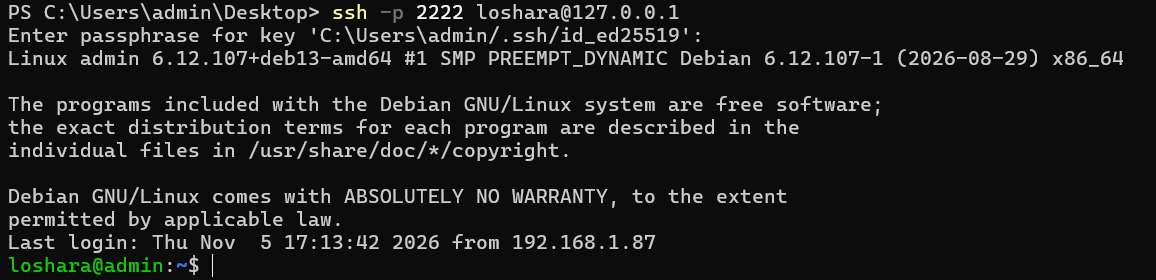 PS C:\Users\admin\Desktop> ssh -p 2222 loshara@127.0.0.1
Enter passphrase for key 'C:\Users\admin/.ssh/id_ed25519':
Linux admin 6.12.107+deb13-amd64 #1 SMP PREEMPT_DYNAMIC Debian 6.12.107-1 (2026-08-29) x86_64

The programs included with the Debian GNU/Linux system are free software;
the exact distribution terms for each program are described in the
individual files in /usr/share/doc/*/copyright.

Debian GNU/Linux comes with ABSOLUTELY NO WARRANTY, to the extent
permitted by applicable law.
Last login: Thu Nov  5 17:13:42 2026 from 192.168.1.87
loshara@admin:~$